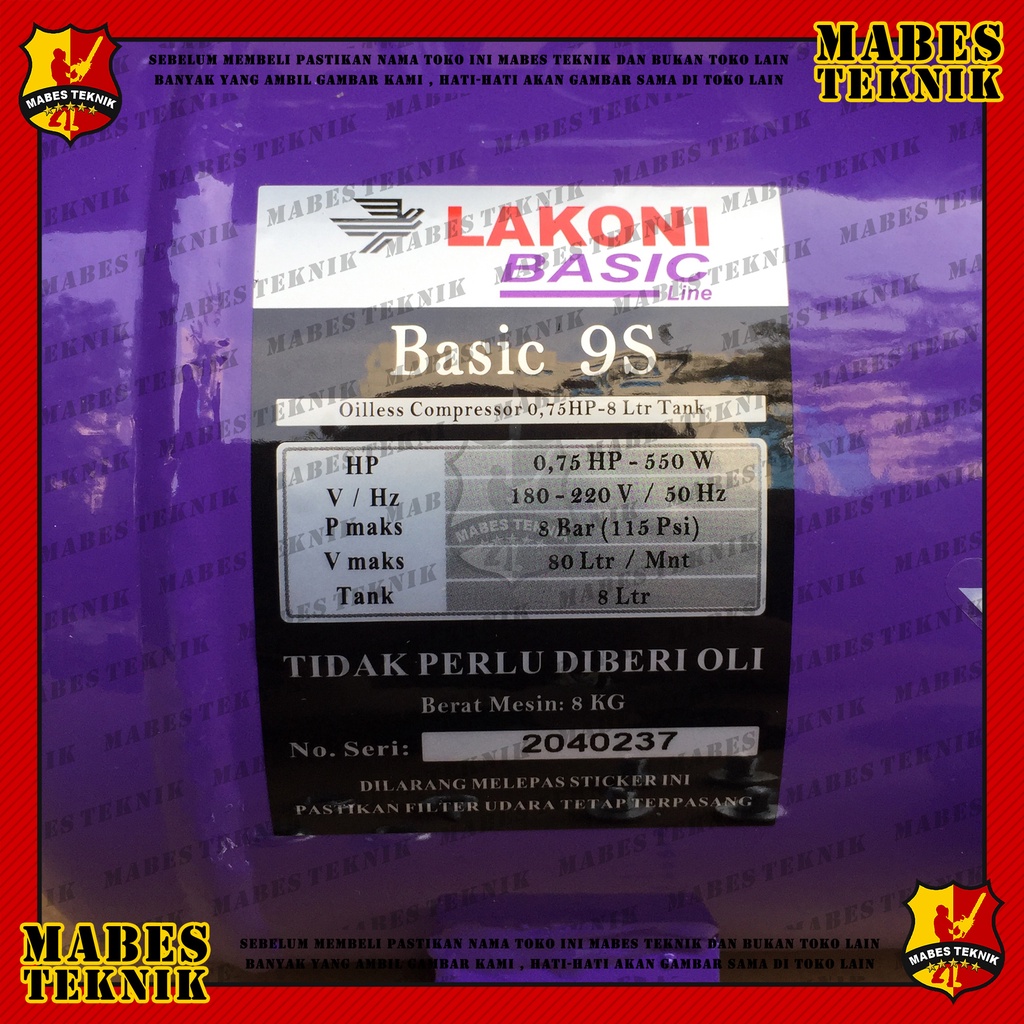 MABES TEKNIK
SEBELUM MEMBELI PASTIKAN NAMA TOKO INI MABES TEKNIK DAN BUKAN TOKO LAIN
BANYAK YANG AMBIL GAMBAR KAMI , HATI-HATI AKAN GAMBAR SAMA DI TOKO LAIN
MABES
TEKNIK
LAKONI
BASIC
Line
Basic 9S
Oilless Compressor 0,75HP-8 Ltr Tank
HP 0,75 HP - 550 W
V / Hz 180 - 220 V / 50 Hz
P maks 8 Bar (115 Psi)
MABES TEKNIK
V maks 80 Ltr / Mnt
Tank 8 Ltr
TIDAK PERLU DIBERI OLI
Berat Mesin: 8 KG
No. Seri: 2040237
DILARANG MELEPAS STICKER INI
PASTIKAN FILTER UDARA TETAP TERPASANG
MABES
TEKNIK
SEBELUM MEMBELI PASTIKAN NAMA TOKO INI MABES TEKNIK DAN BUKAN TOKO LAIN
BANYAK YANG AMBIL GAMBAR KAMI , HATI-HATI AKAN GAMBAR SAMA DI TOKO LAIN
MABES TEKNIK